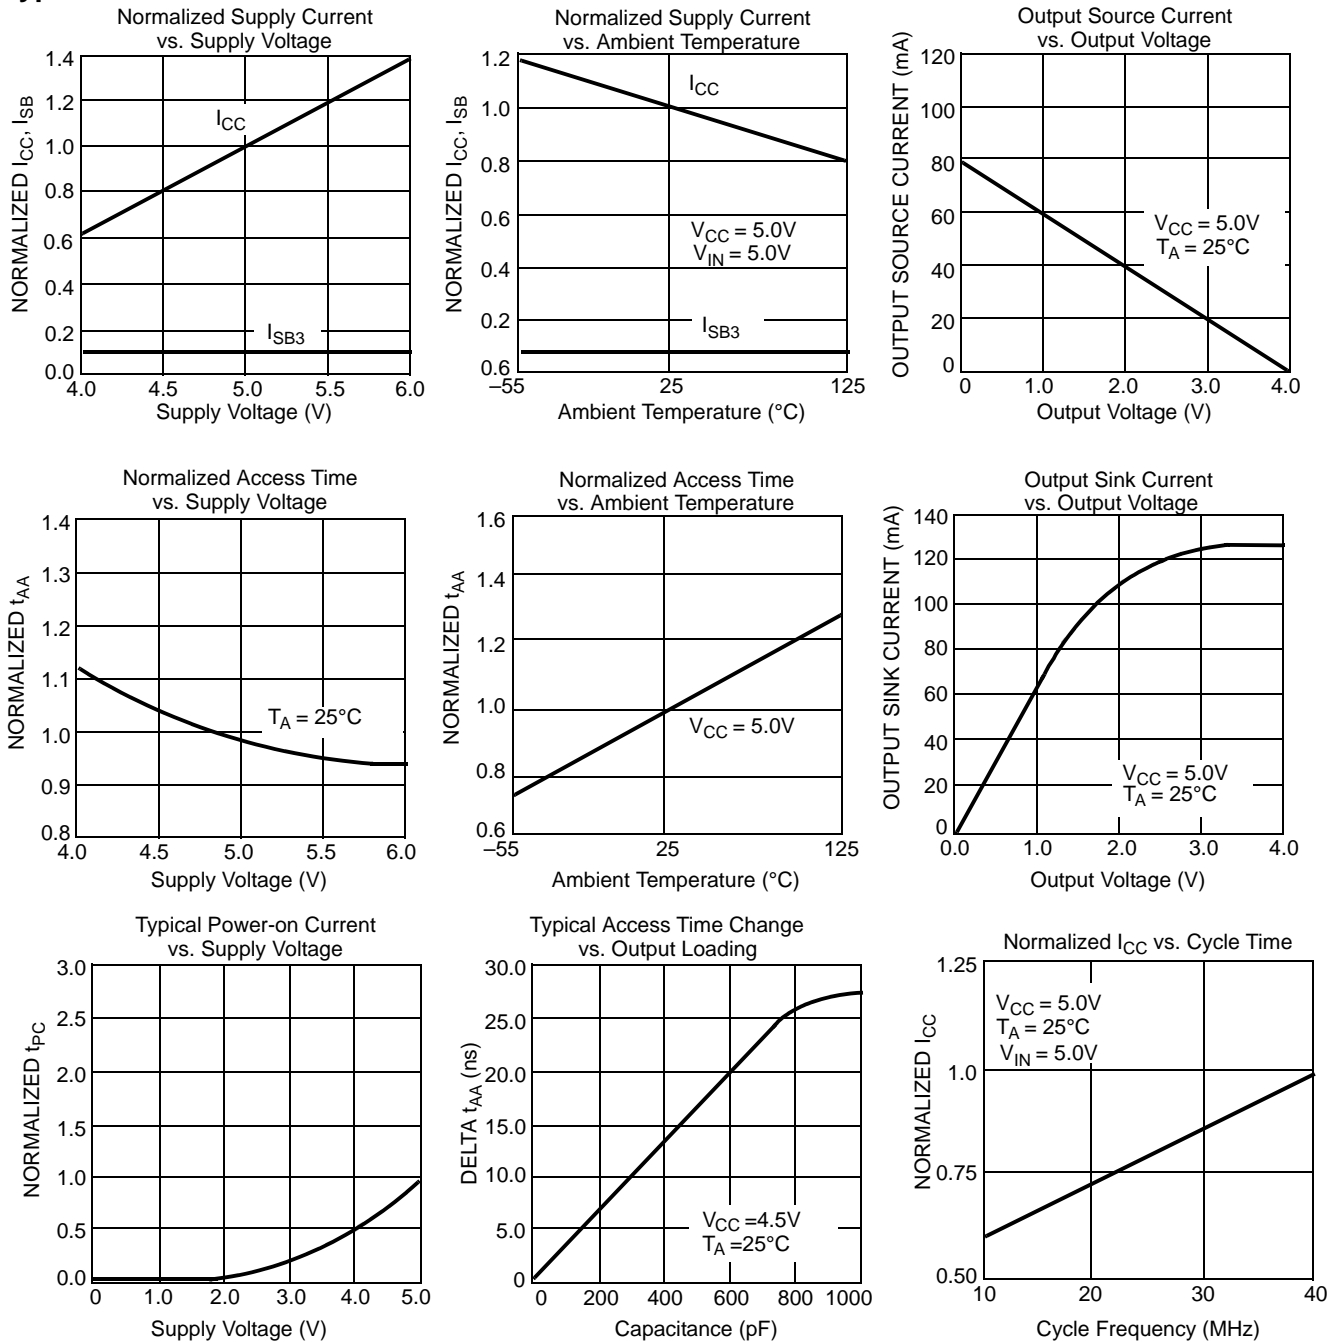 Normalized Supply Current
vs. Supply Voltage
NORMALIZED ICC, ISB
1.4
1.2
1.0
0.8
0.6
0.4
0.2
0.0
ICC
ISB3
4.0 4.5 5.0 5.5 6.0
Supply Voltage (V)
Normalized Supply Current
vs. Ambient Temperature
NORMALIZED ICC, ISB
1.2
1.0
0.8
0.6
0.4
0.2
0.6
ICC
VCC = 5.0V
VIN = 5.0V
ISB3
–55 25 125
Ambient Temperature (°C)
Output Source Current
vs. Output Voltage
OUTPUT SOURCE CURRENT (mA)
120
100
80
60
40
20
0
VCC = 5.0V
TA = 25°C
0 1.0 2.0 3.0 4.0
Output Voltage (V)
Normalized Access Time
vs. Supply Voltage
NORMALIZED tAA
1.4
1.3
1.2
1.1
1.0
0.9
0.8
TA = 25°C
4.0 4.5 5.0 5.5 6.0
Supply Voltage (V)
Normalized Access Time
vs. Ambient Temperature
NORMALIZED tAA
1.6
1.4
1.2
1.0
0.8
0.6
VCC = 5.0V
–55 25 125
Ambient Temperature (°C)
Output Sink Current
vs. Output Voltage
OUTPUT SINK CURRENT (mA)
140
120
100
80
60
40
20
0
VCC = 5.0V
TA = 25°C
0.0 1.0 2.0 3.0 4.0
Output Voltage (V)
Typical Power-on Current
vs. Supply Voltage
NORMALIZED tPC
3.0
2.5
2.0
1.5
1.0
0.5
0.0
0 1.0 2.0 3.0 4.0 5.0
Supply Voltage (V)
Typical Access Time Change
vs. Output Loading
DELTA tAA (ns)
30.0
25.0
20.0
15.0
10.0
5.0
0
VCC =4.5V
TA =25°C
0 200 400 600 800 1000
Capacitance (pF)
Normalized ICC vs. Cycle Time
NORMALIZED ICC
1.25
1.0
0.75
0.50
VCC = 5.0V
TA = 25°C
VIN = 5.0V
10 20 30 40
Cycle Frequency (MHz)